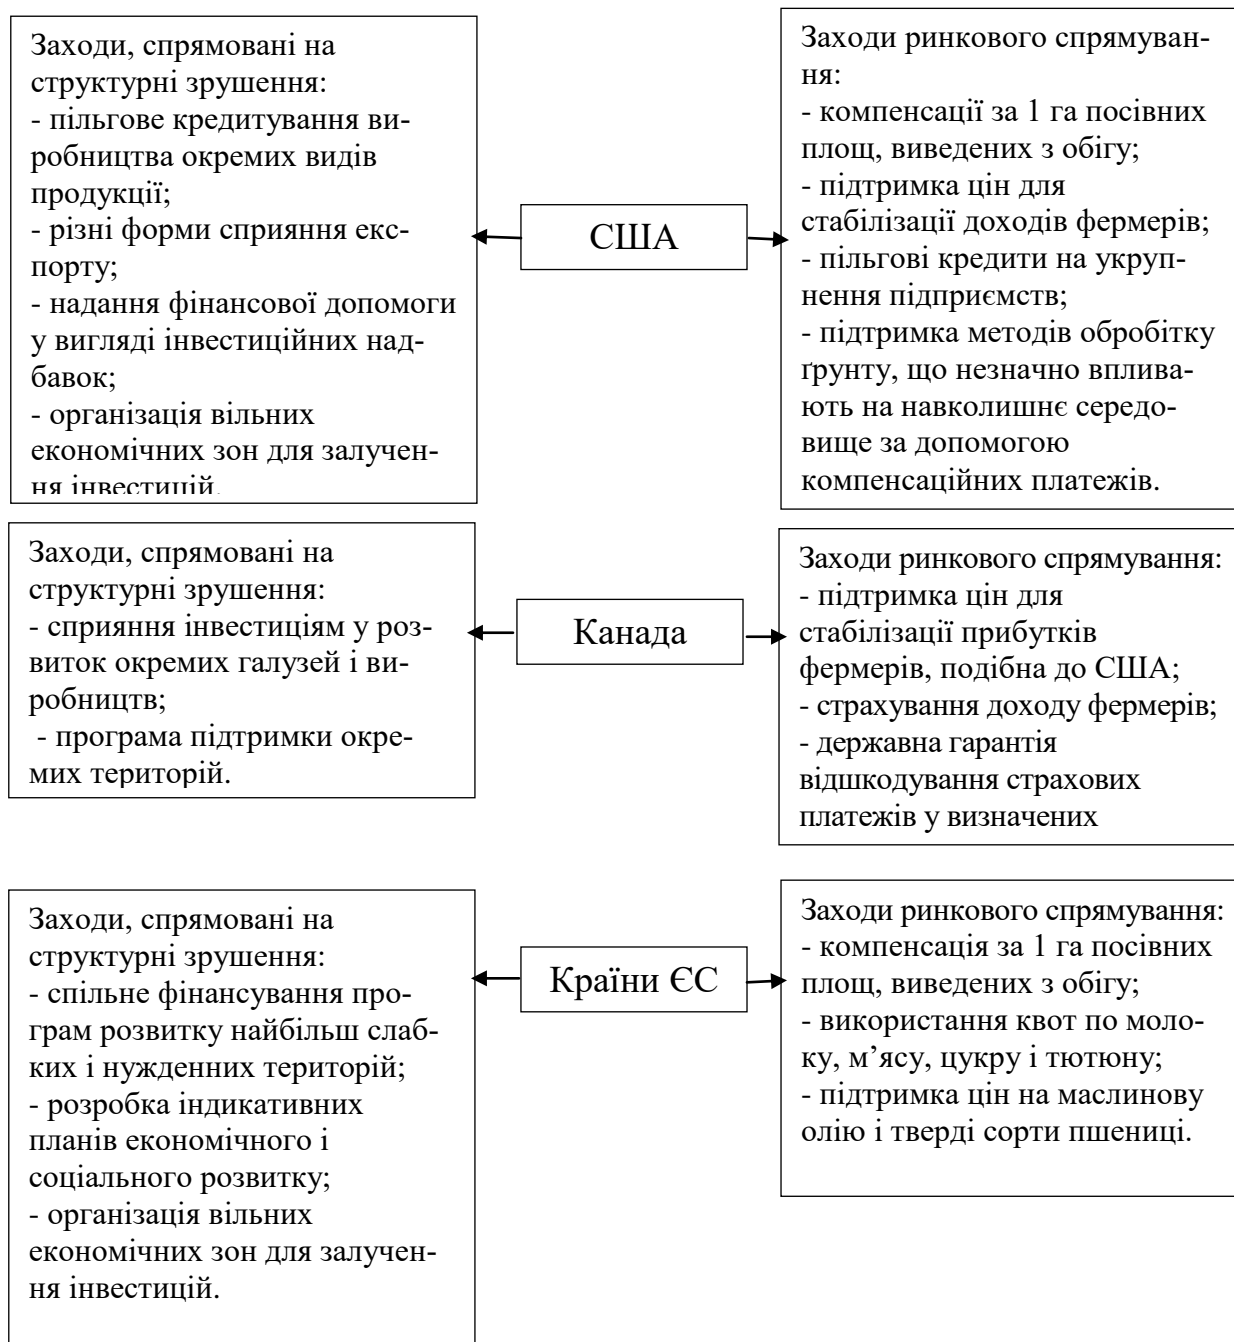 Заходи, спрямовані на
структурні зрушення:
- пільгове кредитування ви-
робництва окремих видів
продукції;
- різні форми сприяння екс-
порту;
- надання фінансової допомоги
у вигляді інвестиційних над-
бавок;
- організація вільних
економічних зон для залучен-
ня інвестицій.
США
Заходи ринкового спрямуван-
ня:
- компенсації за 1 га посівних
площ, виведених з обігу;
- підтримка цін для
стабілізації доходів фермерів;
- пільгові кредити на укруп-
нення підприємств;
- підтримка методів обробітку
ґрунту, що незначно вплива-
ють на навколишнє середо-
вище за допомогою
компенсаційних платежів.
Заходи, спрямовані на
структурні зрушення:
- сприяння інвестиціям у роз-
виток окремих галузей і ви-
робництв;
- програма підтримки окре-
мих територій.
Канада
Заходи ринкового спрямування:
- підтримка цін для
стабілізації прибутків
фермерів, подібна до США;
- страхування доходу фермерів;
- державна гарантія
відшкодування страхових
платежів у визначених
Заходи, спрямовані на
структурні зрушення:
- спільне фінансування про-
грам розвитку найбільш слаб-
ких і нужденних територій;
- розробка індикативних
планів економічного і
соціального розвитку;
- організація вільних
економічних зон для залучен-
ня інвестицій.
Країни ЄС
Заходи ринкового спрямування:
- компенсація за 1 га посівних
площ, виведених з обігу;
- використання квот по моло-
ку, м’ясу, цукру і тютюну;
- підтримка цін на маслинову
олію і тверді сорти пшениці.